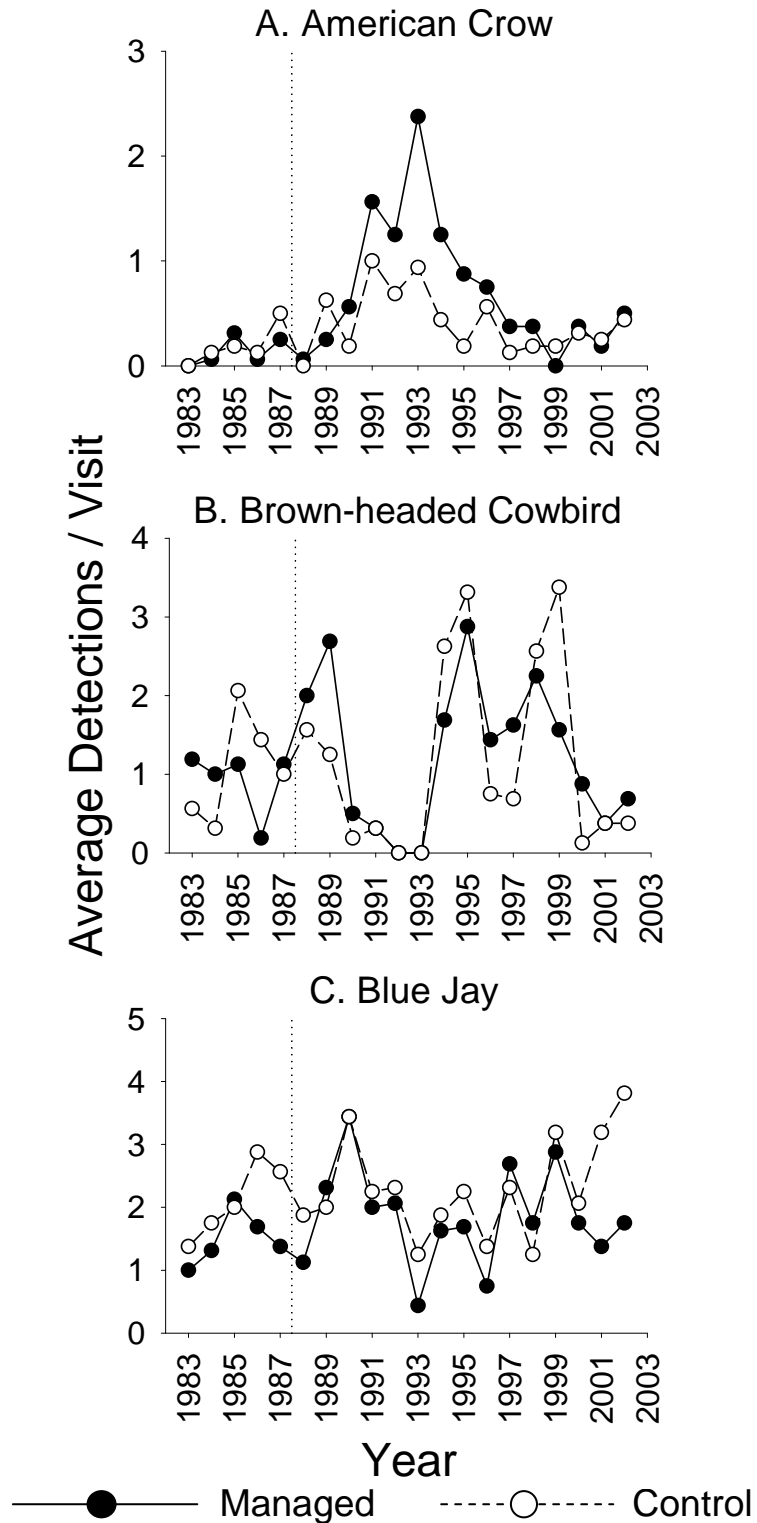 A. American Crow
3
2
1
0
1983 1985 1987 1989 1991 1993 1995 1997 1999 2001 2003
Average Detections / Visit
B. Brown-headed Cowbird
4
3
2
1
0
1983 1985 1987 1989 1991 1993 1995 1997 1999 2001 2003
C. Blue Jay
5
4
3
2
1
0
1983 1985 1987 1989 1991 1993 1995 1997 1999 2001 2003
Year
Managed Control